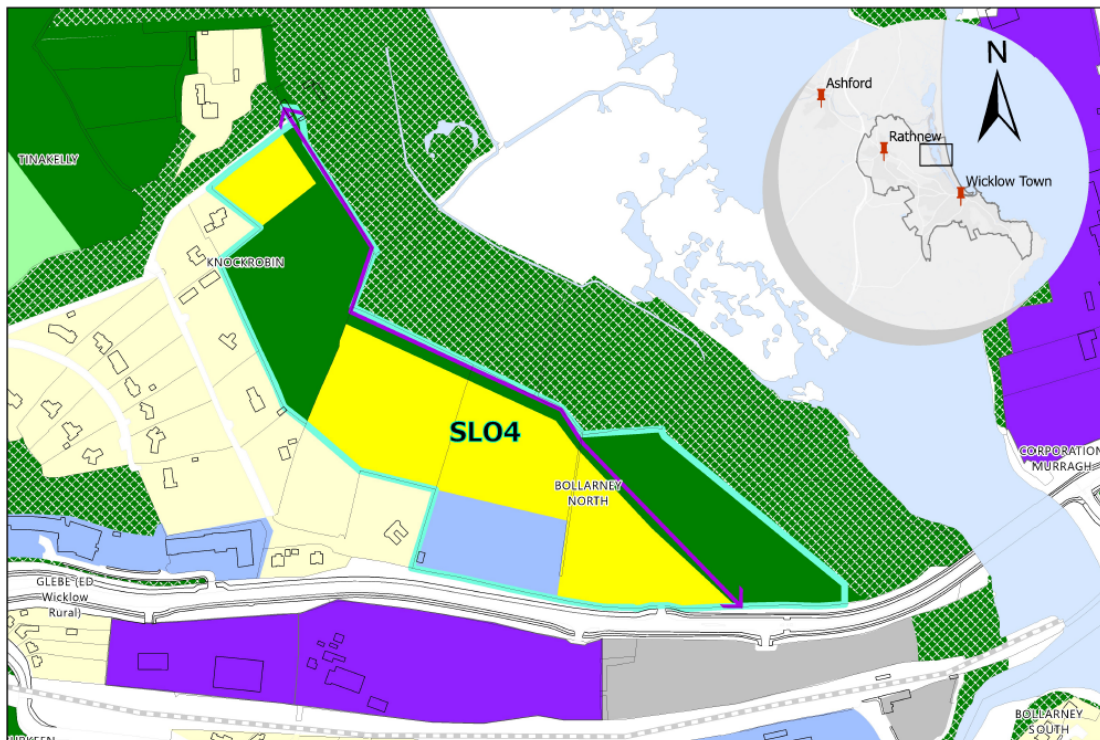 N
Ashford
Rathnew
Wicklow Town
TINAKELLY
KNOCKROBIN
SLO4
CORPORATION
MURRAGH
BOLLARNEY
NORTH
GLEBE (ED
Wicklow
Rural)
BOLLARNEY
SOUTH